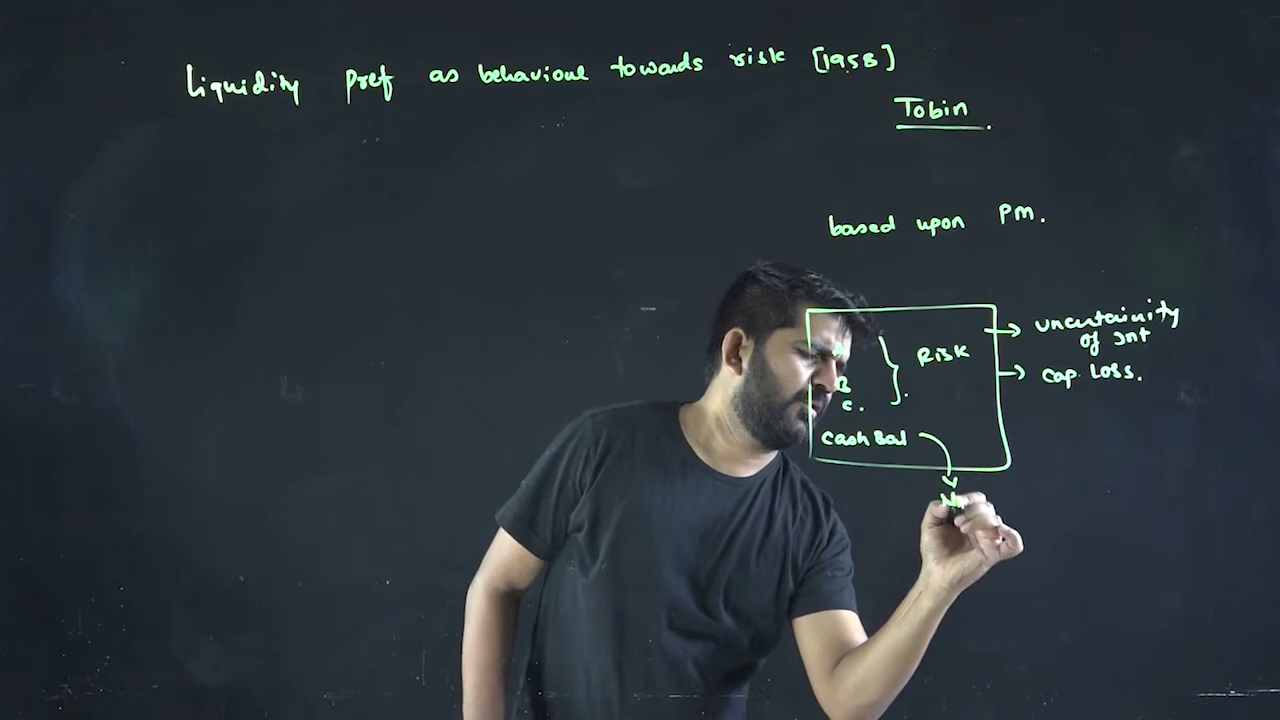 Liquidity Pref as behaviour towards risk [1958]
Tobin
based upon PM.
A
B
C.
} Risk
→ uncertainity of Int
→ cap. Loss.
Cash Bal